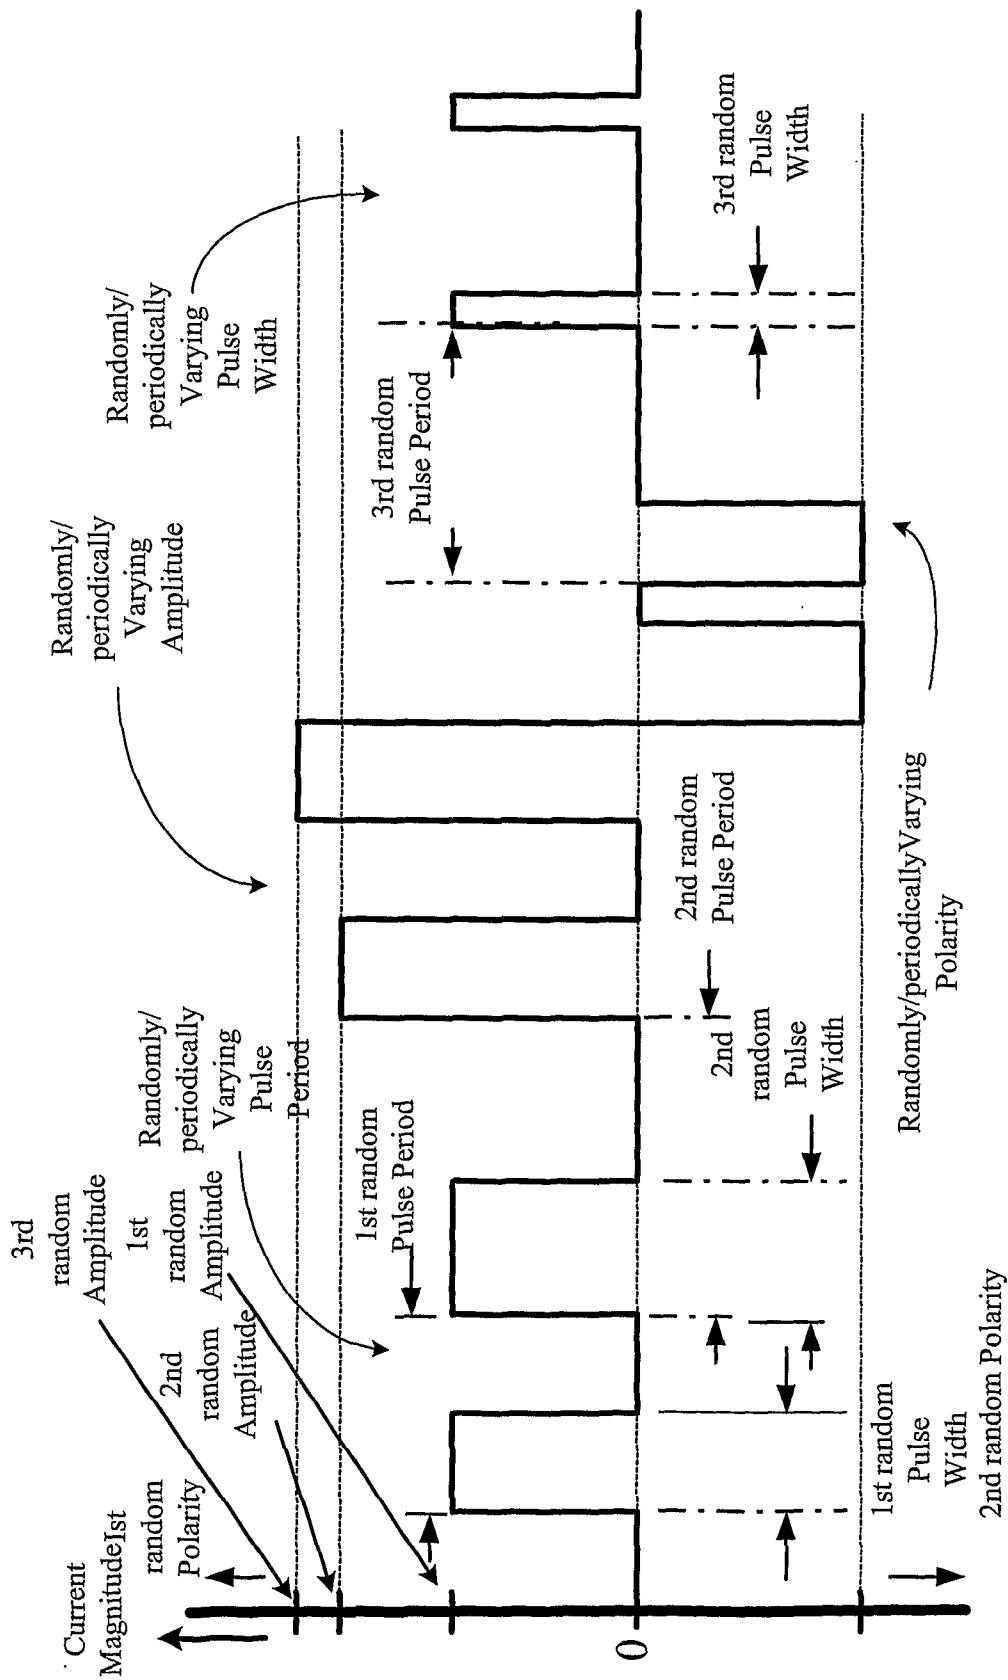 Current
Magnitude
1st
random
Polarity
3rd
random
Amplitude
1st
random
Amplitude
2nd
random
Amplitude
Randomly/
periodically
Varying
Pulse
Period
1st random
Pulse Period
Randomly/
periodically
Varying
Amplitude
Randomly/
periodically
Varying
Pulse
Width
3rd random
Pulse Period
3rd random
Pulse
Width
2nd random
Pulse Period
2nd
random
Pulse
Width
Randomly/periodicallyVarying
Polarity
0
1st random
Pulse
Width
2nd random Polarity